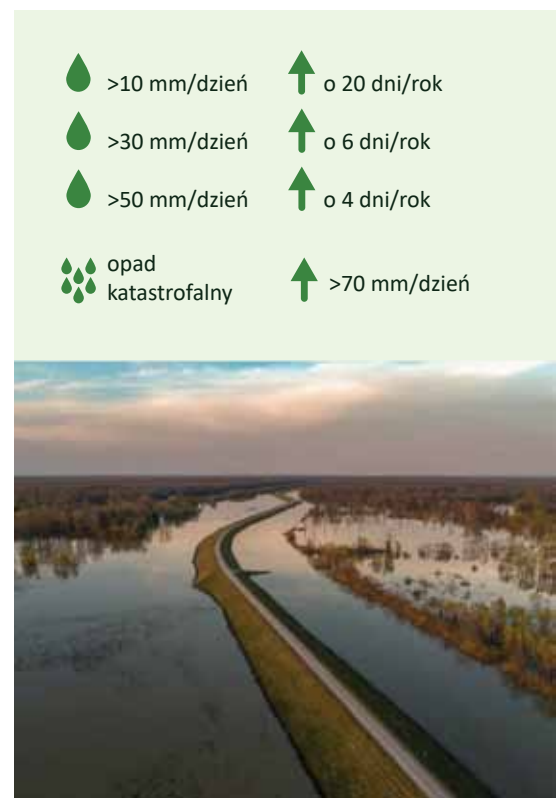 >10 mm/dzień o 20 dni/rok
>30 mm/dzień o 6 dni/rok
>50 mm/dzień o 4 dni/rok
opad
katastrofalny >70 mm/dzień